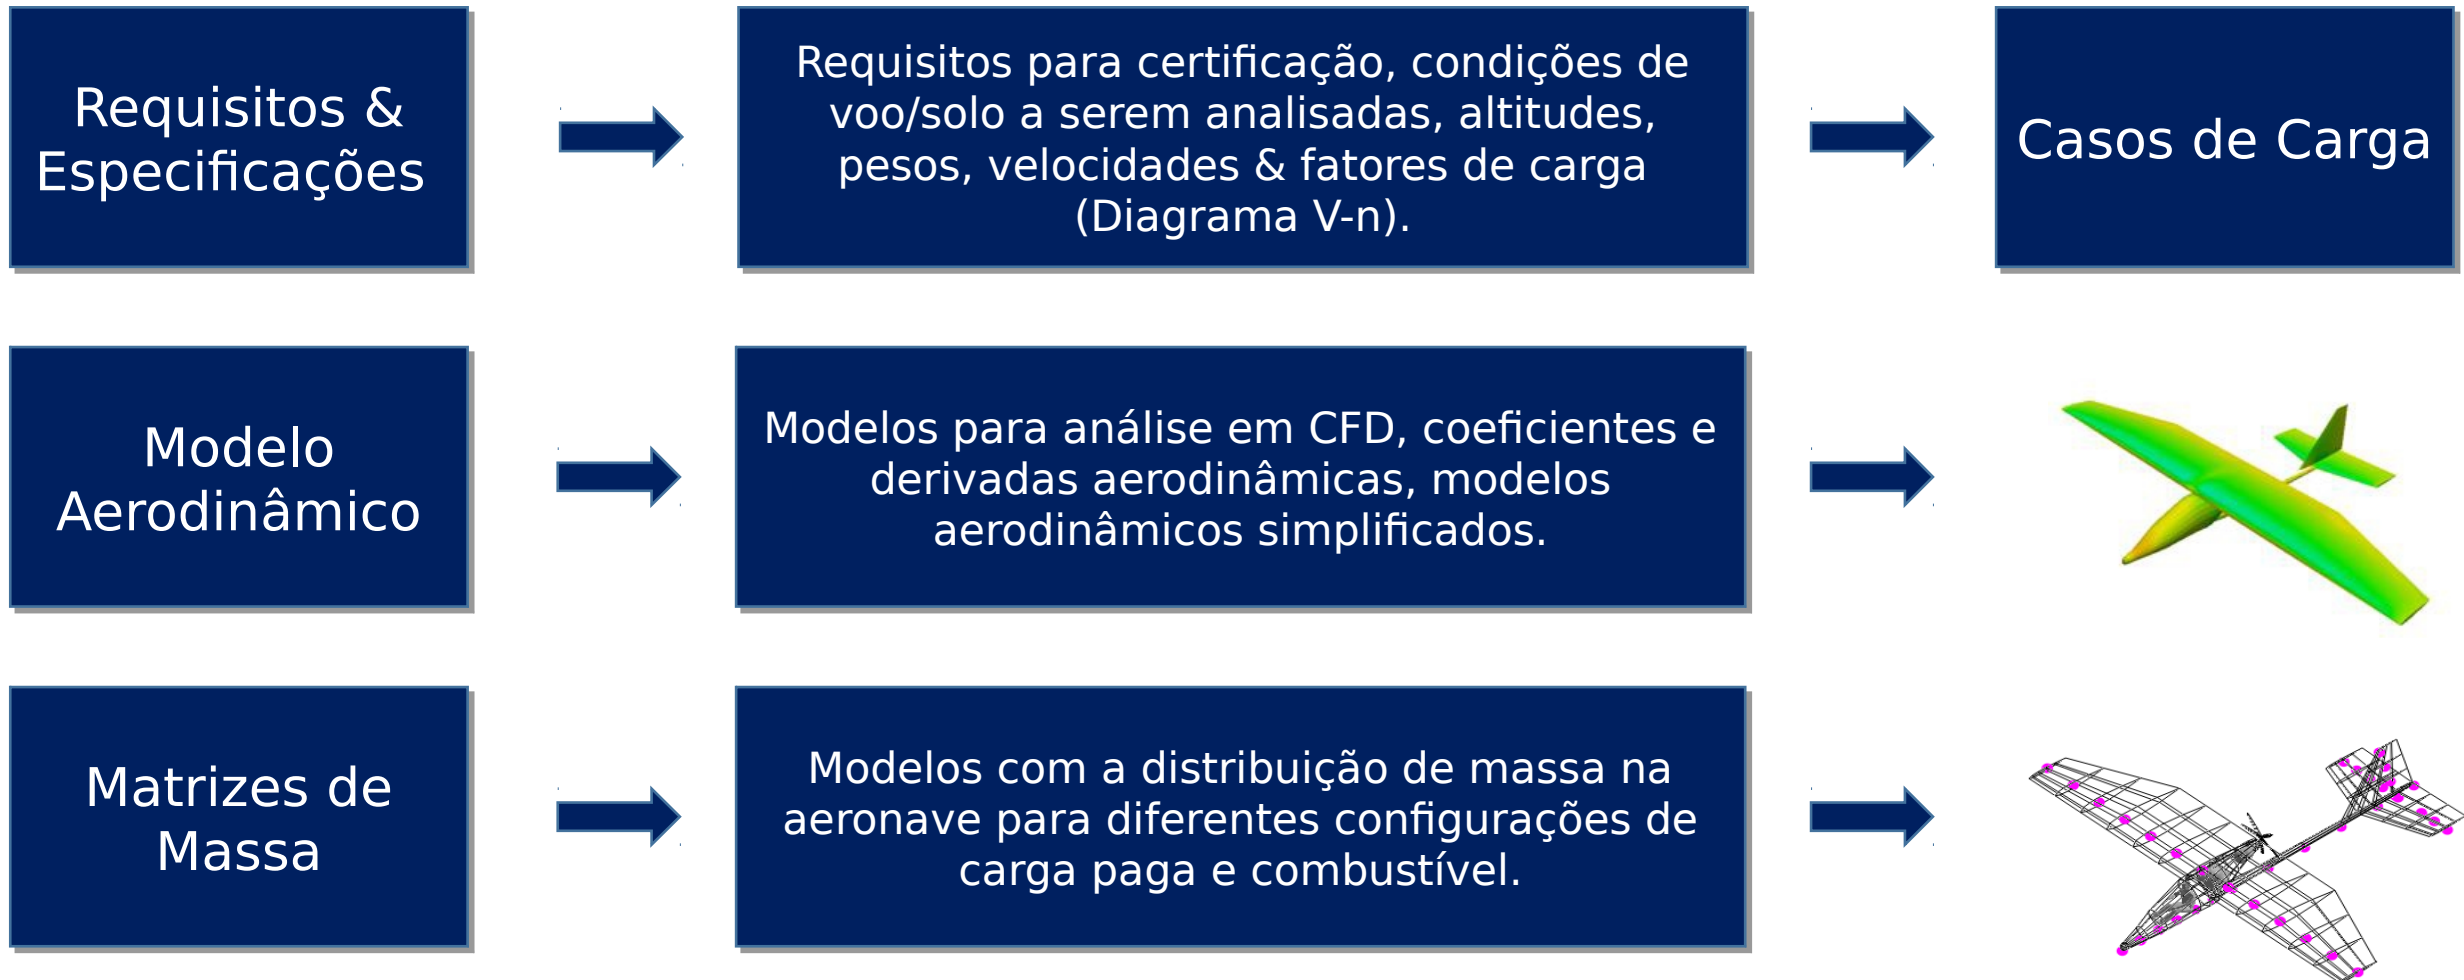 Requisitos &
Especificações
Requisitos para certificação, condições de
voo/solo a serem analisadas, altitudes,
pesos, velocidades & fatores de carga
(Diagrama V-n).
Casos de Carga
Modelo
Aerodinâmico
Modelos para análise em CFD, coeficientes e
derivadas aerodinâmicas, modelos
aerodinâmicos simplificados.
Matrizes de
Massa
Modelos com a distribuição de massa na
aeronave para diferentes configurações de
carga paga e combustível.